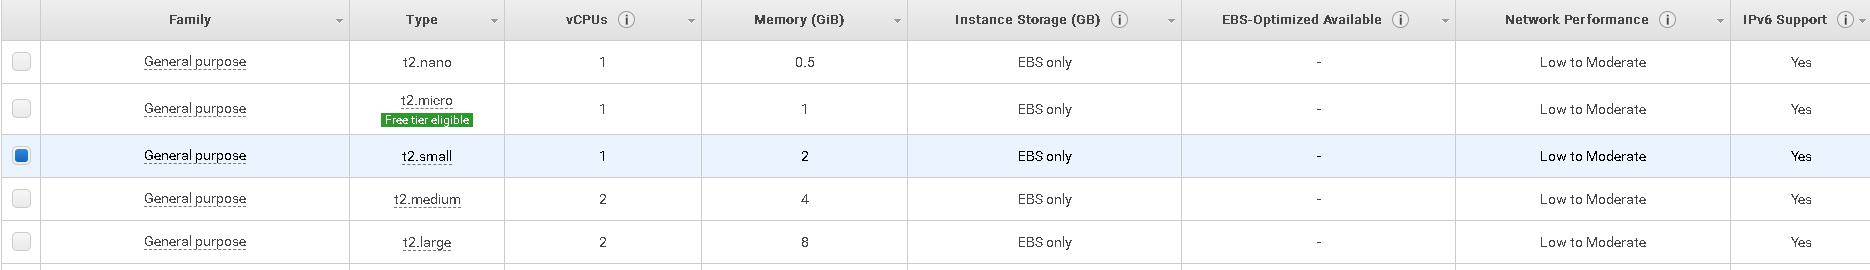 Family Type vCPUs i Memory (GiB) Instance Storage (GB) i EBS-Optimized Available i Network Performance i IPv6 Support i
General purpose t2.nano 1 0.5 EBS only - Low to Moderate Yes
General purpose t2.micro 1 1 EBS only - Low to Moderate Yes
Free tier eligible
General purpose t2.small 1 2 EBS only - Low to Moderate Yes
General purpose t2.medium 2 4 EBS only - Low to Moderate Yes
General purpose t2.large 2 8 EBS only - Low to Moderate Yes